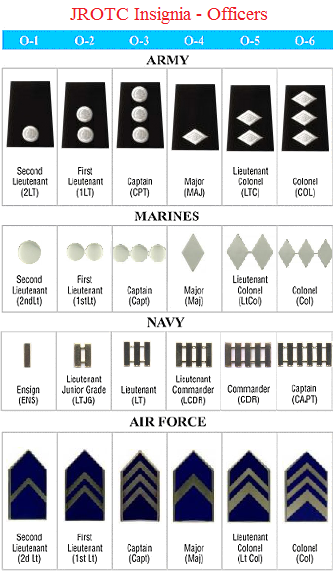 JROTC Insignia - Officers
O-1 O-2 O-3 O-4 O-5 O-6
ARMY
Second Lieutenant (2LT) First Lieutenant (1LT) Captain (CPT) Major (MAJ) Lieutenant Colonel (LTC) Colonel (COL)
MARINES
Second Lieutenant (2ndLt) First Lieutenant (1stLt) Captain (Capt) Major (Maj) Lieutenant Colonel (LtCol) Colonel (Col)
NAVY
Ensign (ENS) Lieutenant Junior Grade (LTJG) Lieutenant (LT) Lieutenant Commander (LCDR) Commander (CDR) Captain (CAPT)
AIR FORCE
Second Lieutenant (2d Lt) First Lieutenant (1st Lt) Captain (Capt) Major (Maj) Lieutenant Colonel (Lt Col) Colonel (Col)